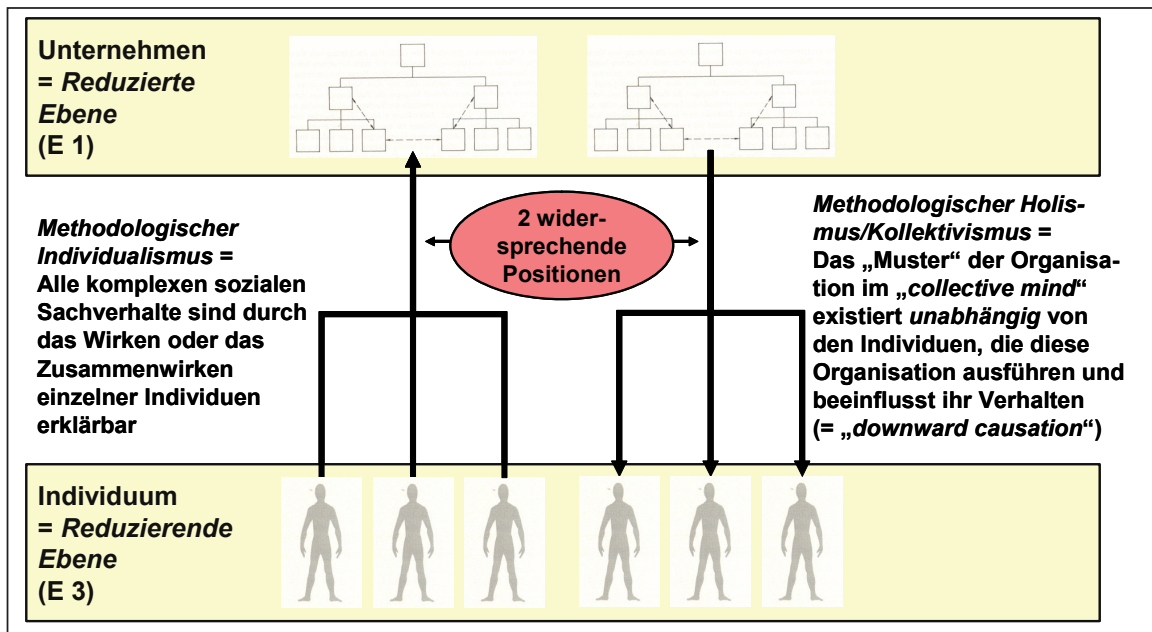 Unternehmen
= Reduzierte
Ebene
(E 1)
2 wider-
sprechende
Positionen
Methodologischer
Individualismus =
Alle komplexen sozialen
Sachverhalte sind durch
das Wirken oder das
Zusammenwirken
einzelner Individuen
erklärbar
Methodologischer Holis-
mus/Kollektivismus =
Das „Muster“ der Organisa-
tion im „collective mind“
existiert unabhängig von
den Individuen, die diese
Organisation ausführen und
beeinflusst ihr Verhalten
(= „downward causation“)
Individuum
= Reduzierende
Ebene
(E 3)